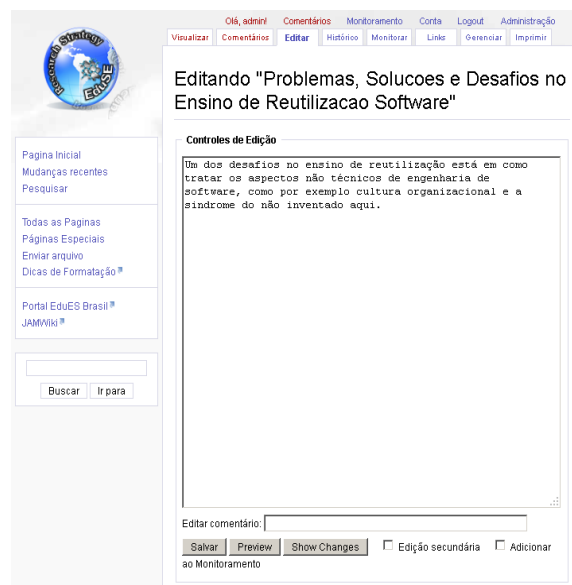 Research Strategy
EduSE
Olá, admin! Comentários Monitoramento Conta Logout Administração
Visualizar Comentários Editar Histórico Monitorar Links Gerenciar Imprimir
Editando "Problemas, Solucoes e Desafios no
Ensino de Reutilizacao Software"
Pagina Inicial
Mudanças recentes
Pesquisar
Todas as Paginas
Páginas Especiais
Enviar arquivo
Dicas de Formatação
Portal EduES Brasil
JAMWiki
Buscar Ir para
Controles de Edição
Um dos desafios no ensino de reutilização está em como
tratar os aspectos não técnicos de engenharia de
software, como por exemplo cultura organizacional e a
síndrome do não inventado aqui.
Editar comentário:
Salvar Preview Show Changes Edição secundária Adicionar
ao Monitoramento